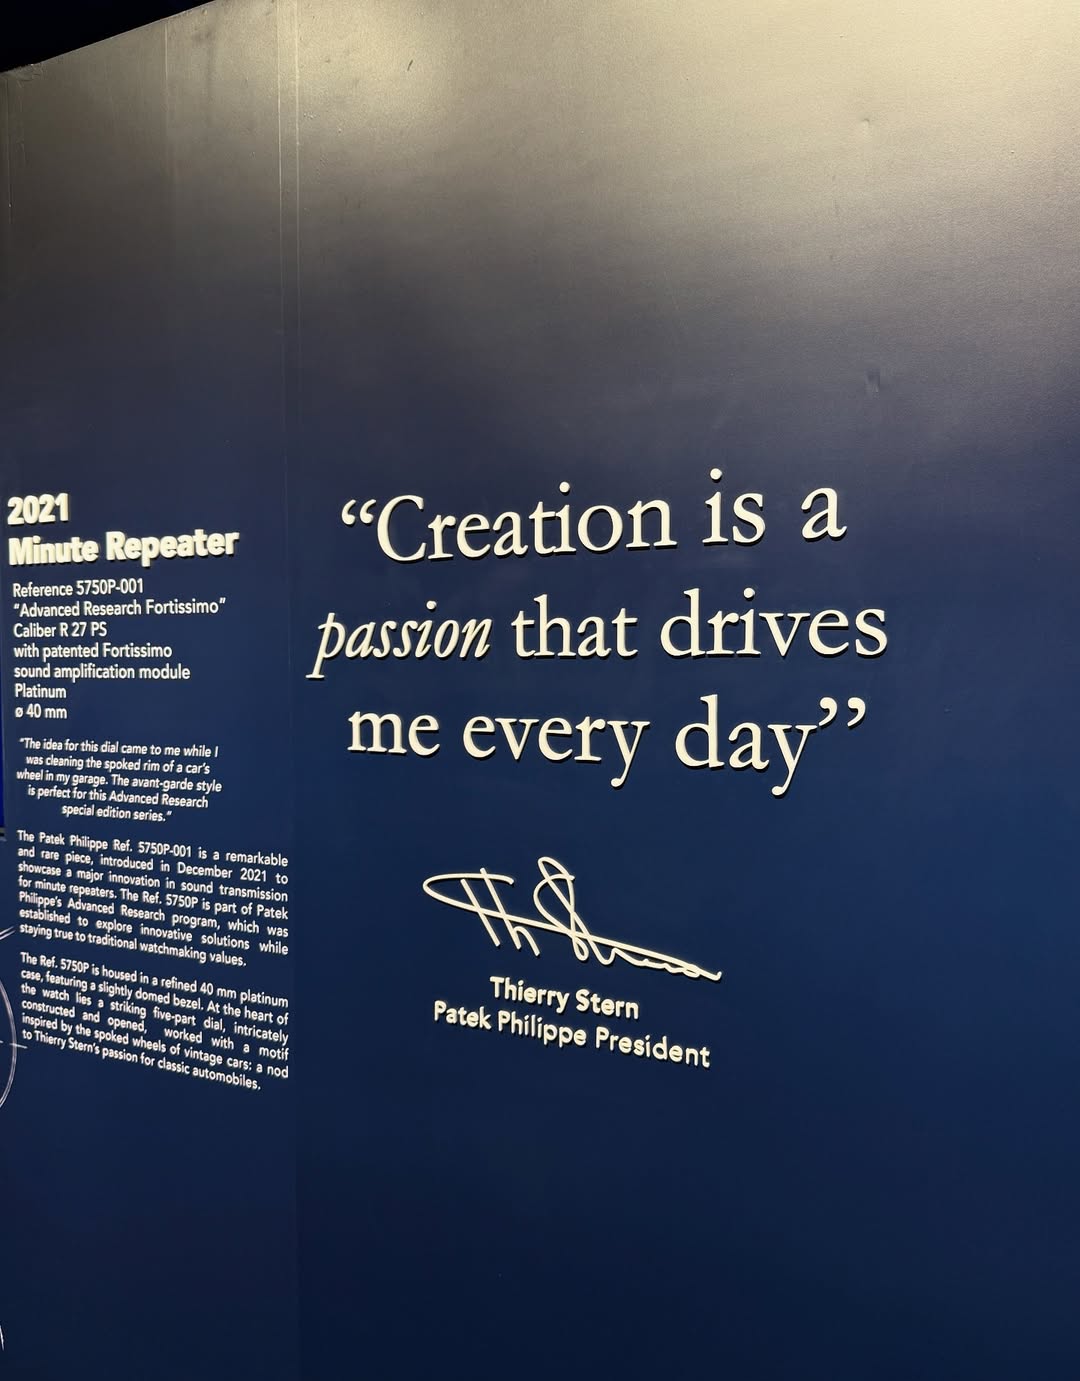 2021
Minute Repeater
Reference 5750P-001
"Advanced Research Fortissimo"
Caliber R 27 PS
with patented Fortissimo
sound amplification module
Platinum
ø 40 mm
"The idea for this dial came to me while I
was cleaning the spoked rim of a car's
wheel in my garage. The avant-garde style
is perfect for this Advanced Research
special edition series."
The Patek Philippe Ref. 5750P-001 is a remarkable
and rare piece, introduced in December 2021 to
showcase a major innovation in sound transmission
for minute repeaters. The Ref. 5750P is part of Patek
Philippe's Advanced Research program, which was
established to explore innovative solutions while
staying true to traditional watchmaking values.
The Ref. 5750P is housed in a refined 40 mm platinum
case, featuring a slightly domed bezel. At the heart of
the watch lies a striking five-part dial, intricately
constructed and opened, worked with a motif
inspired by the spoked wheels of vintage cars: a nod
to Thierry Stern's passion for classic automobiles.
“Creation is a
passion that drives
me every day”
Thierry Stern
Patek Philippe President